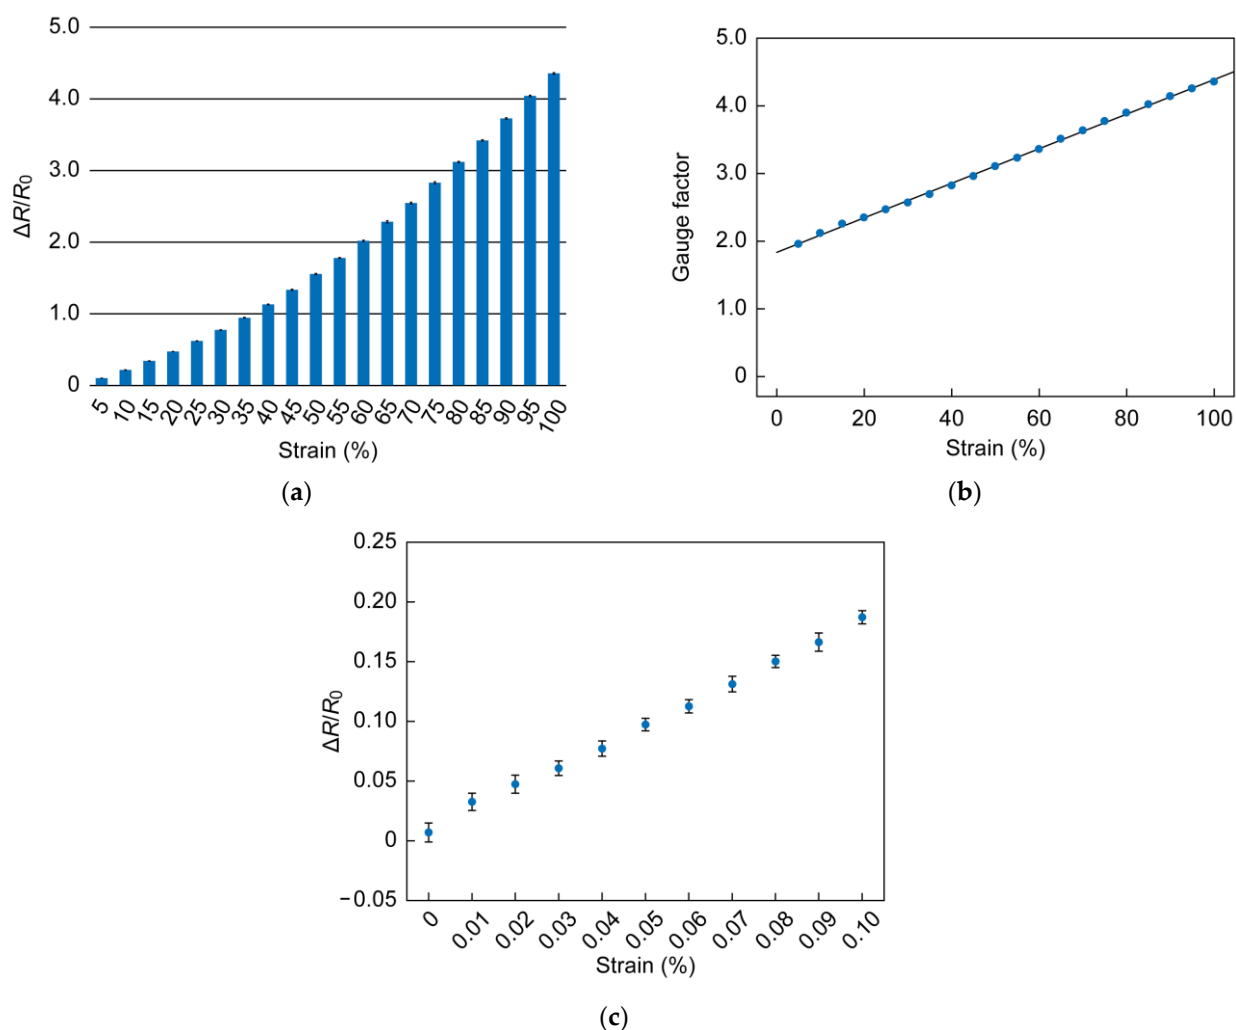 5.0
4.0
3.0
2.0
1.0
0
ΔR/R0
5 10 15 20 25 30 35 40 45 50 55 60 65 70 75 80 85 90 95 100
Strain (%)
(a)
5.0
4.0
3.0
2.0
1.0
0
Gauge factor
0 20 40 60 80 100
Strain (%)
(b)
0.25
0.20
0.15
0.10
0.05
0
−0.05
ΔR/R0
0 0.01 0.02 0.03 0.04 0.05 0.06 0.07 0.08 0.09 0.10
Strain (%)
(c)